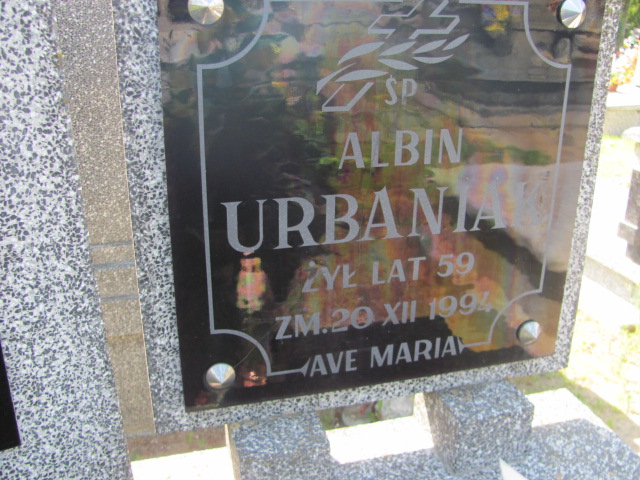 ŚP
ALBIN
URBANIAK
ŻYŁ LAT 59
ZM. 20 XII 1994
AVE MARIA